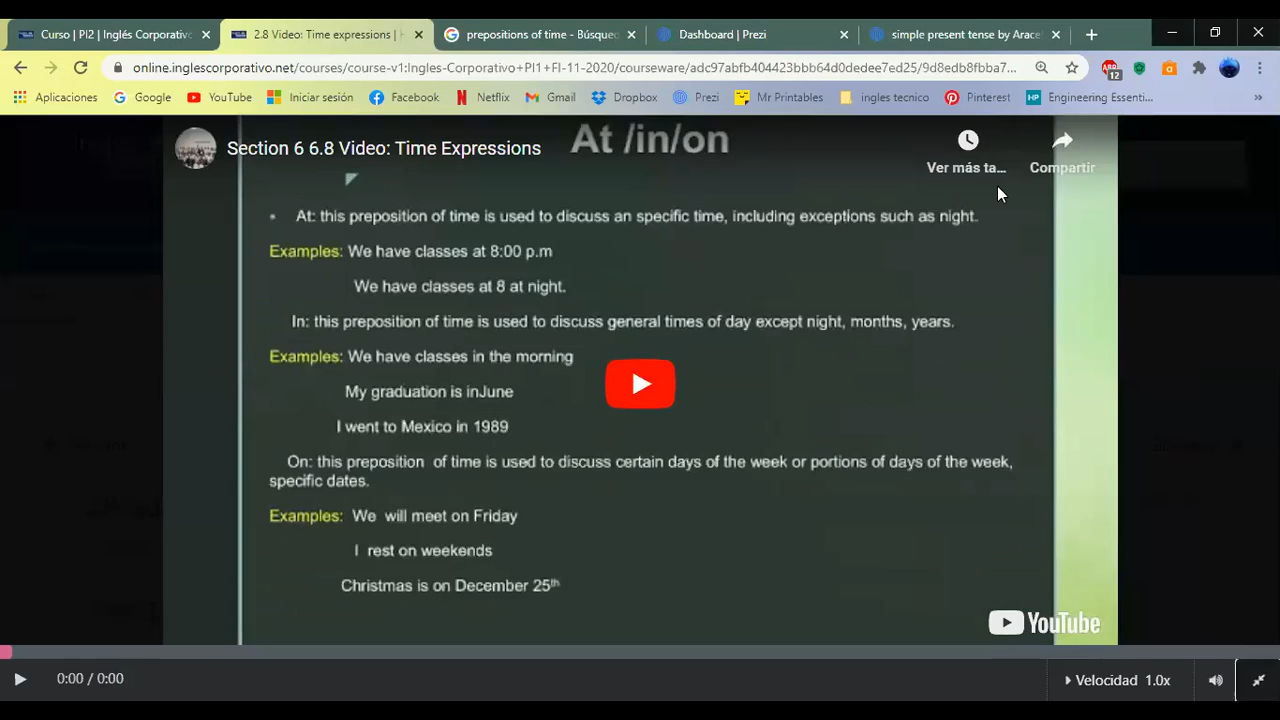 Curso | PI2 | Inglés Corporativo
2.8 Video: Time expressions |
prepositions of time - Búsqueda
Dashboard | Prezi
simple present tense by Arace
online.inglescorporativo.net/courses/course-v1:Ingles-Corporativo+PI1+FI-11-2020/courseware/adc97abfb404423bbb64d0dedee7ed25/9d8edb8fbba7...
12
Aplicaciones
Google
YouTube
Iniciar sesión
Facebook
Netflix
Gmail
Dropbox
Prezi
Mr Printables
ingles tecnico
Pinterest
Engineering Essenti...
Section 6 6.8 Video: Time Expressions
At /in/on
Ver más ta...
Compartir
At: this preposition of time is used to discuss an specific time, including exceptions such as night.
Examples: We have classes at 8:00 p.m
We have classes at 8 at night.
In: this preposition of time is used to discuss general times of day except night, months, years.
Examples: We have classes in the morning
My graduation is inJune
I went to Mexico in 1989
On: this preposition of time is used to discuss certain days of the week or portions of days of the week,
specific dates.
Examples: We will meet on Friday
I rest on weekends
Christmas is on December 25th
YouTube
0:00 / 0:00
Velocidad 1.0x